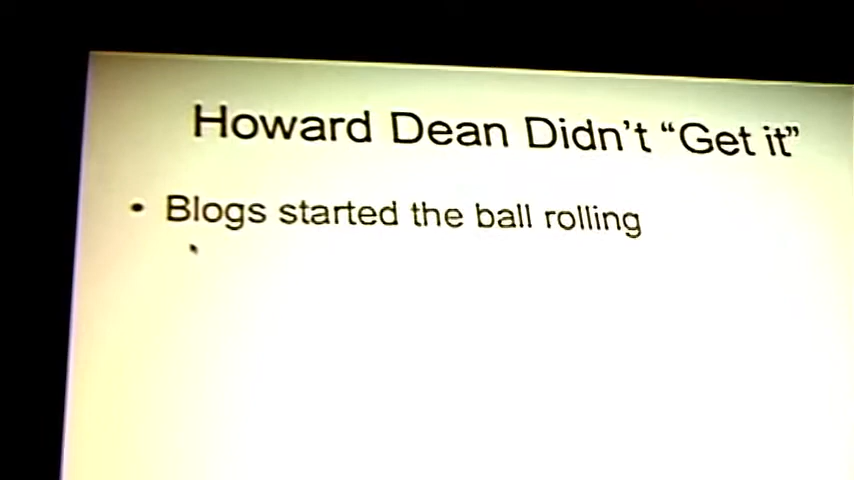 Howard Dean Didn't “Get it”
• Blogs started the ball rolling